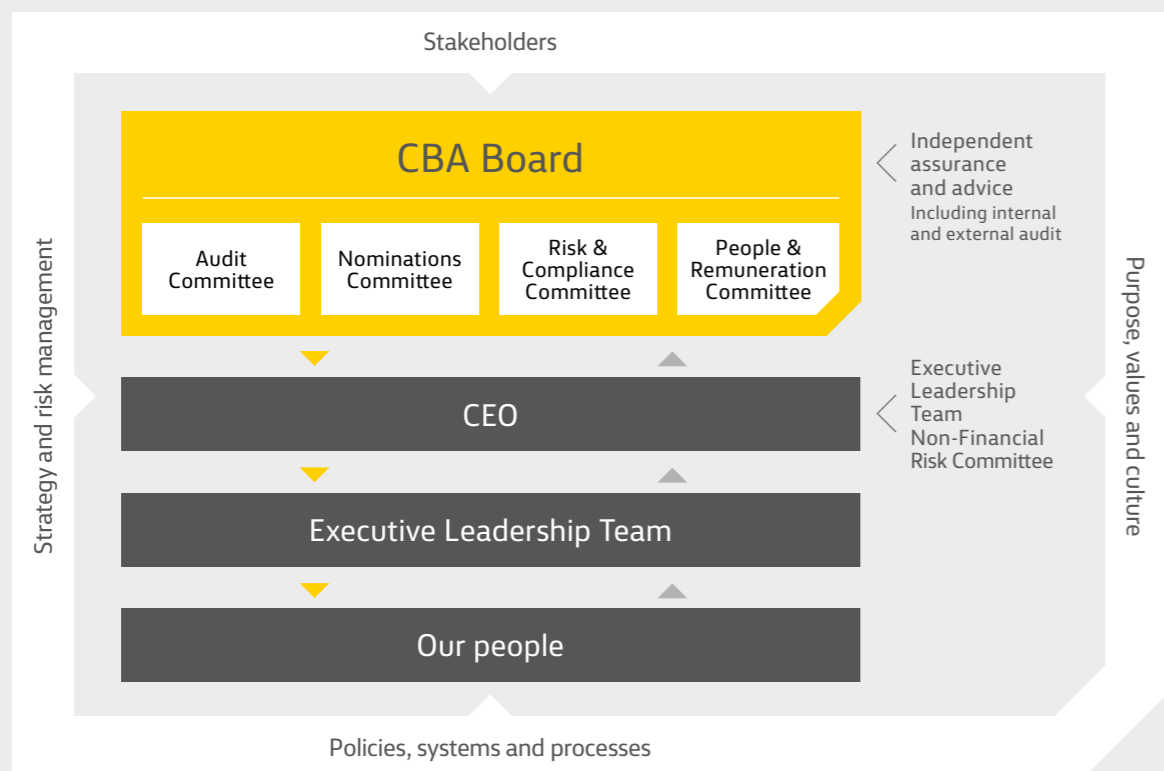 Stakeholders
CBA Board
Independent
assurance
and advice
Including internal
and external audit
Audit
Committee
Nominations
Committee
Risk &
Compliance
Committee
People &
Remuneration
Committee
Strategy and risk management
Purpose, values and culture
CEO
Executive
Leadership
Team
Non-Financial
Risk Committee
Executive Leadership Team
Our people
Policies, systems and processes